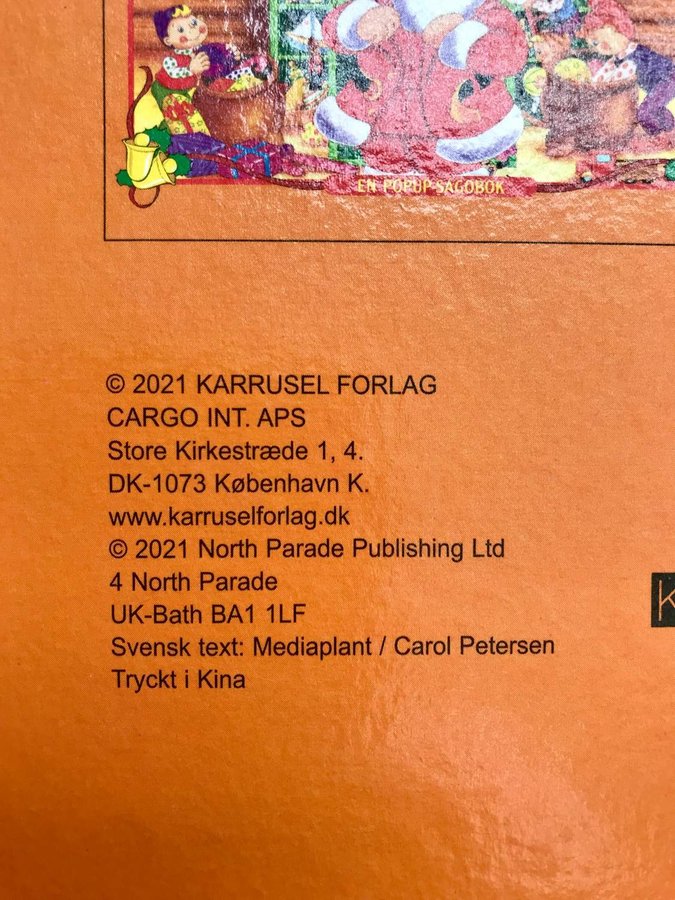 EN POPUP-SAGOBOK
© 2021 KARRUSEL FORLAG
CARGO INT. APS
Store Kirkestræde 1, 4.
DK-1073 København K.
www.karruselforlag.dk
© 2021 North Parade Publishing Ltd
4 North Parade
UK-Bath BA1 1LF
Svensk text: Mediaplant / Carol Petersen
Tryckt i Kina